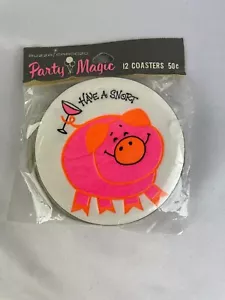 Party Magic
12 COASTERS 50¢
HAVE A SNORT